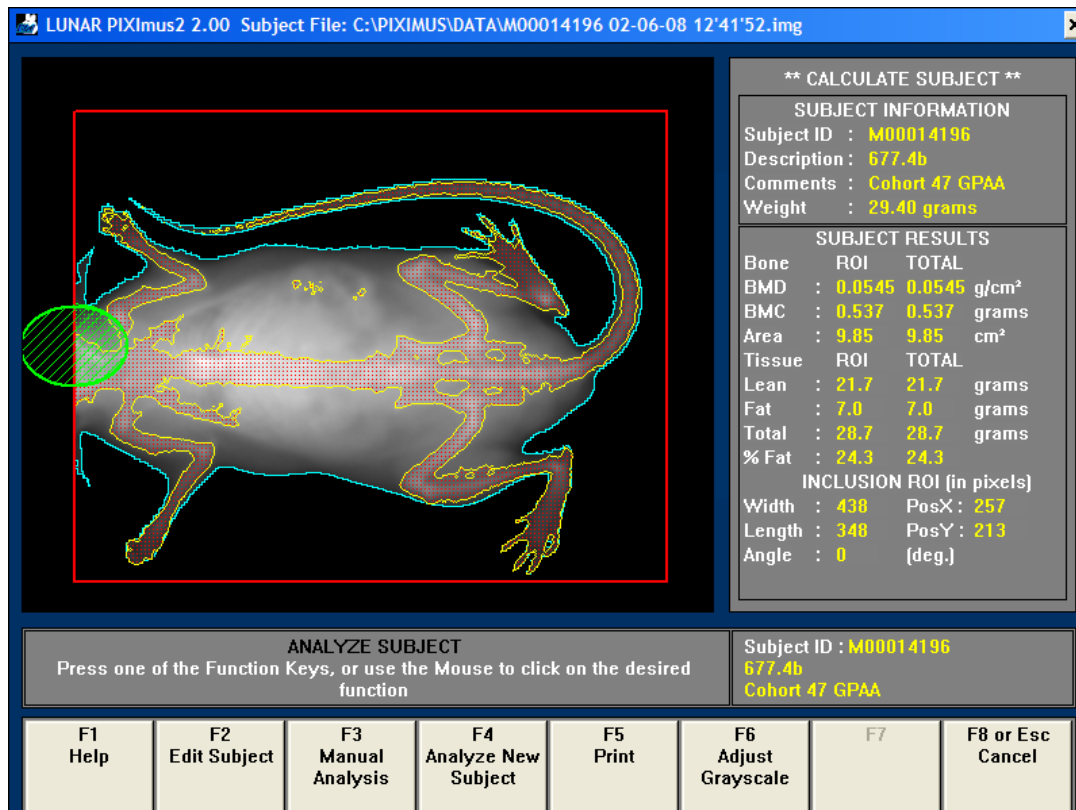 LUNAR PIXImus2 2.00 Subject File: C:\PIXIMUS\DATA\M00014196 02-06-08 12'41'52.img
** CALCULATE SUBJECT **
SUBJECT INFORMATION
Subject ID : M00014196
Description : 677.4b
Comments : Cohort 47 GPAA
Weight : 29.40 grams
SUBJECT RESULTS
Bone ROI TOTAL
BMD : 0.0545 0.0545 g/cm²
BMC : 0.537 0.537 grams
Area : 9.85 9.85 cm²
Tissue ROI TOTAL
Lean : 21.7 21.7 grams
Fat : 7.0 7.0 grams
Total : 28.7 28.7 grams
% Fat : 24.3 24.3
INCLUSION ROI (in pixels)
Width : 438 PosX : 257
Length : 348 PosY : 213
Angle : 0 (deg.)
ANALYZE SUBJECT
Press one of the Function Keys, or use the Mouse to click on the desired
function
Subject ID : M00014196
677.4b
Cohort 47 GPAA
F1
Help
F2
Edit Subject
F3
Manual
Analysis
F4
Analyze New
Subject
F5
Print
F6
Adjust
Grayscale
F7
F8 or Esc
Cancel